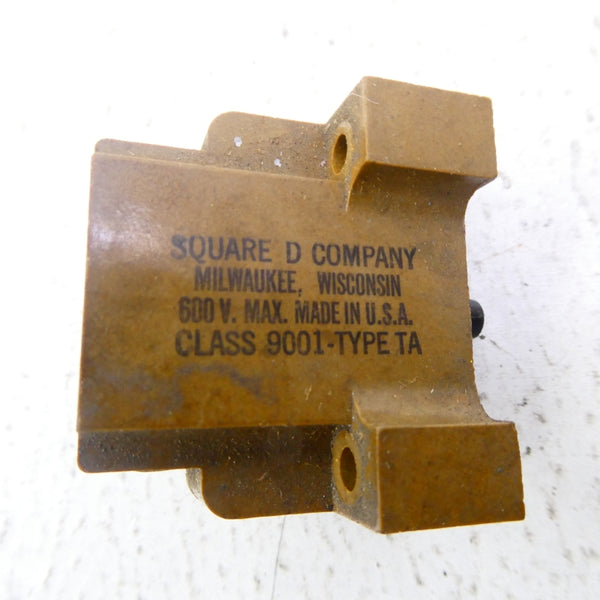 SQUARE D COMPANY
MILWAUKEE, WISCONSIN
600 V. MAX. MADE IN U.S.A.
CLASS 9001-TYPE TA